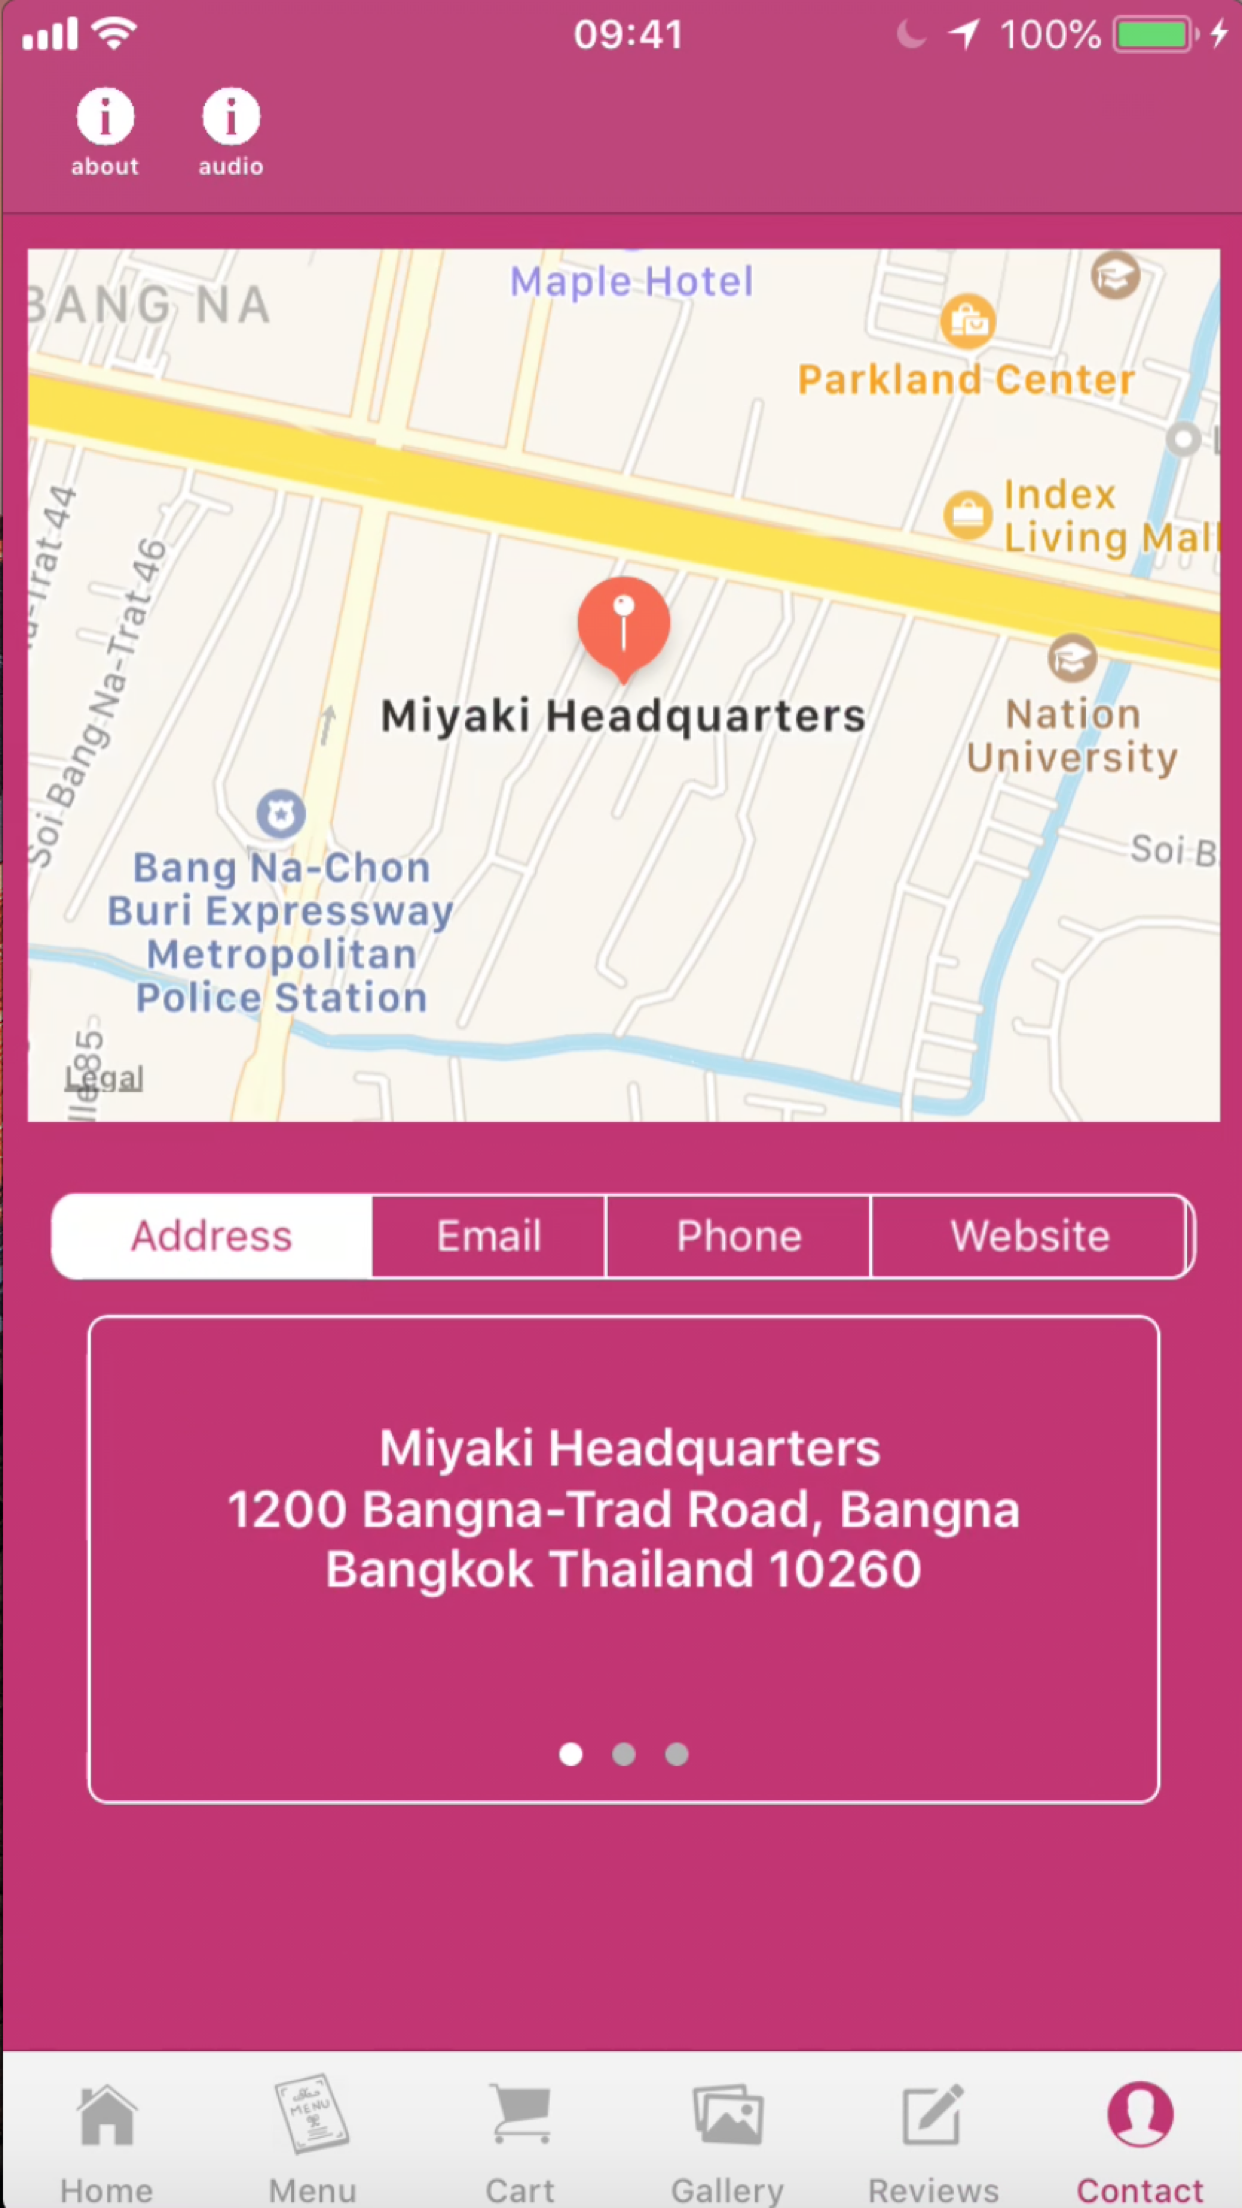 09:41
100%
about
audio
Maple Hotel
BANG NA
Parkland Center
Index
Living Mall
Soi Bang Na-Trat 46
Miyaki Headquarters
Nation
University
Soi B
Bang Na-Chon
Buri Expressway
Metropolitan
Police Station
Legal
Address
Email
Phone
Website
Miyaki Headquarters
1200 Bangna-Trad Road, Bangna
Bangkok Thailand 10260
MENU
Home
Menu
Cart
Gallery
Reviews
Contact